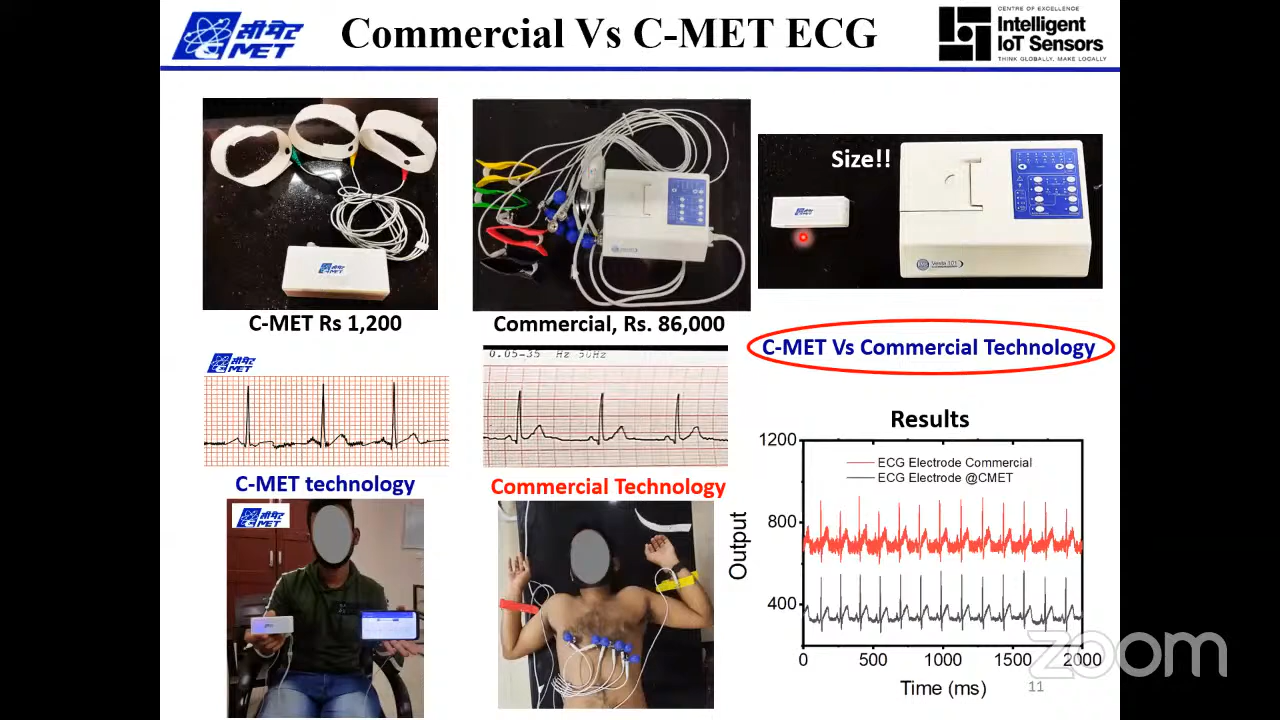 सीमेट
C-MET
Commercial Vs C-MET ECG
CENTRE OF EXCELLENCE
Intelligent
IoT Sensors
THINK GLOBALLY, MAKE LOCALLY
Size!!
C-MET Rs 1,200
Commercial, Rs. 86,000
C-MET Vs Commercial Technology
सीमेट
C-MET
0.05-35 Hz 50Hz
C-MET technology
Commercial Technology
सीमेट
C-MET
Results
ECG Electrode Commercial
ECG Electrode @CMET
1200
800
400
Output
0 500 1000 1500 2000
Time (ms)
11
zoom